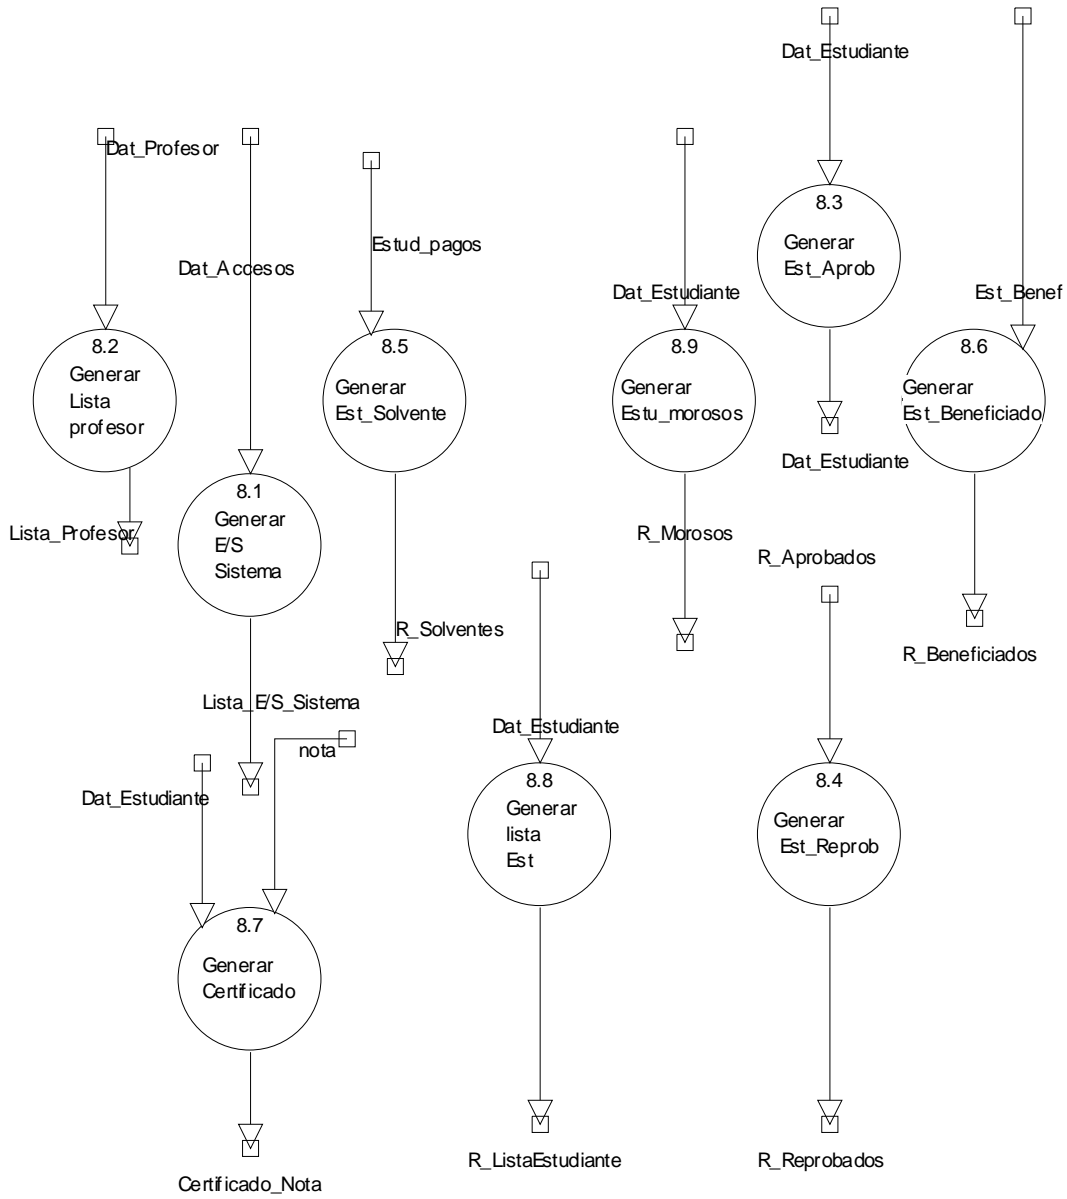 Dat_Estudiante
Dat_Profesor
Estud_pagos
Dat_Accesos
8.3
Generar
Est_Aprob
Dat_Estudiante
Est_Benef
8.2
Generar
Lista
profesor
8.5
Generar
Est_Solvente
8.9
Generar
Estu_morosos
8.6
Generar
Est_Beneficiado
Dat_Estudiante
8.1
Generar
E/S
Sistema
Lista_Profesor
R_Morosos
R_Aprobados
R_Solventes
R_Beneficiados
Lista_E/S_Sistema
nota
Dat_Estudiante
Dat_Estudiante
8.8
Generar
lista
Est
8.4
Generar
Est_Reprob
8.7
Generar
Certificado
Certificado_Nota
R_ListaEstudiante
R_Reprobados